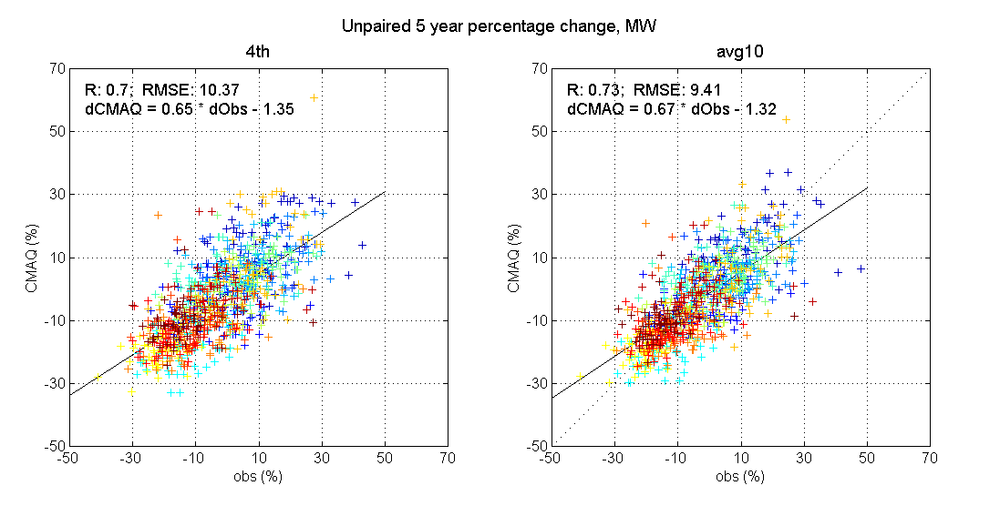 Unpaired 5 year percentage change, MW
4th
R: 0.7; RMSE: 10.37
dCMAQ = 0.65 * dObs - 1.35
70
50
30
10
-10
-30
-50
CMAQ (%)
-50 -30 -10 10 30 50 70
obs (%)
avg10
R: 0.73; RMSE: 9.41
dCMAQ = 0.67 * dObs - 1.32
70
50
30
10
-10
-30
-50
CMAQ (%)
-50 -30 -10 10 30 50 70
obs (%)